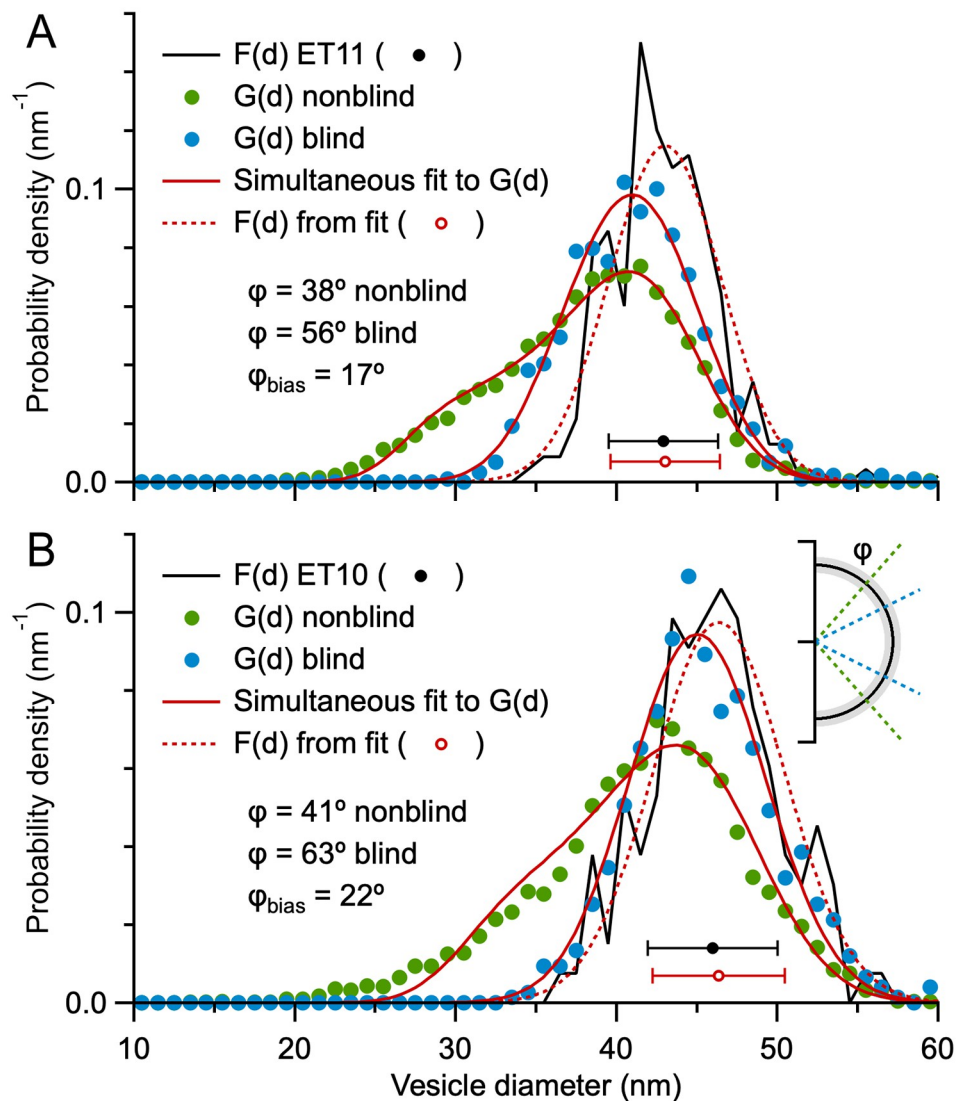 A
F(d) ET11 ( • )
G(d) nonblind
G(d) blind
Simultaneous fit to G(d)
F(d) from fit ( ○ )
φ = 38º nonblind
φ = 56º blind
φbias = 17º
Probability density (nm⁻¹)
0.1
0.0
B
F(d) ET10 ( • )
G(d) nonblind
G(d) blind
Simultaneous fit to G(d)
F(d) from fit ( ○ )
φ = 41º nonblind
φ = 63º blind
φbias = 22º
φ
Probability density (nm⁻¹)
0.1
0.0
10 20 30 40 50 60
Vesicle diameter (nm)